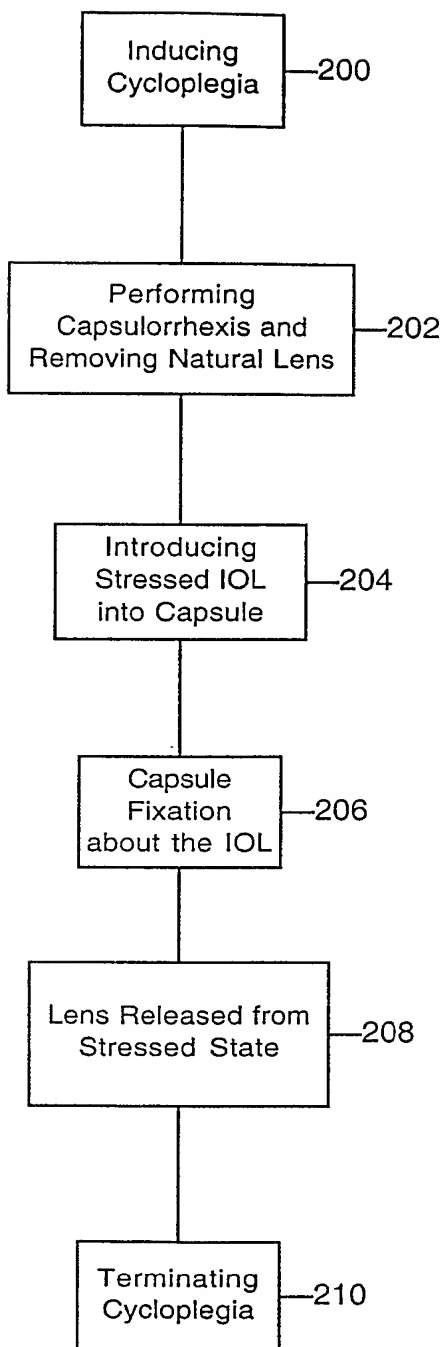 Inducing
Cycloplegia
200
Performing
Capsulorrhexis and
Removing Natural Lens
202
Introducing
Stressed IOL
into Capsule
204
Capsule
Fixation
about the IOL
206
Lens Released from
Stressed State
208
Terminating
Cycloplegia
210